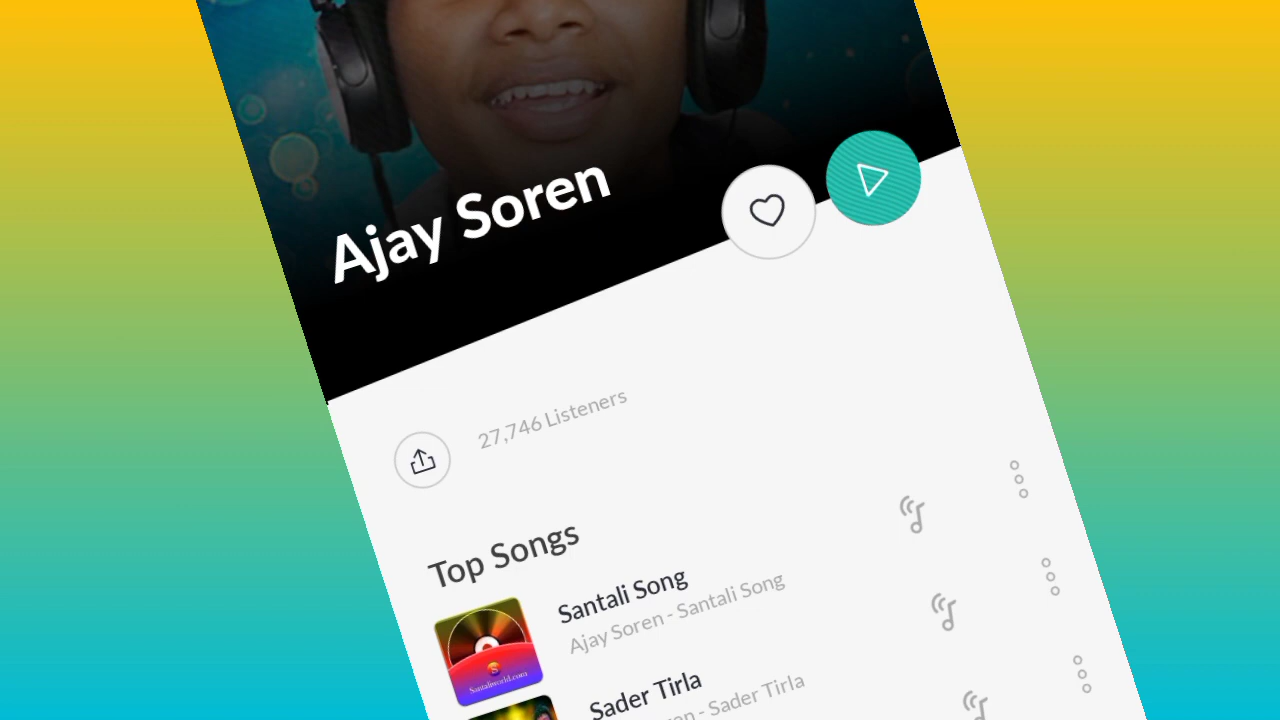 Ajay Soren
27,746 Listeners
Top Songs
Santali Song
Ajay Soren - Santali Song
Santaliworld.com
Sader Tirla
- Sader Tirla